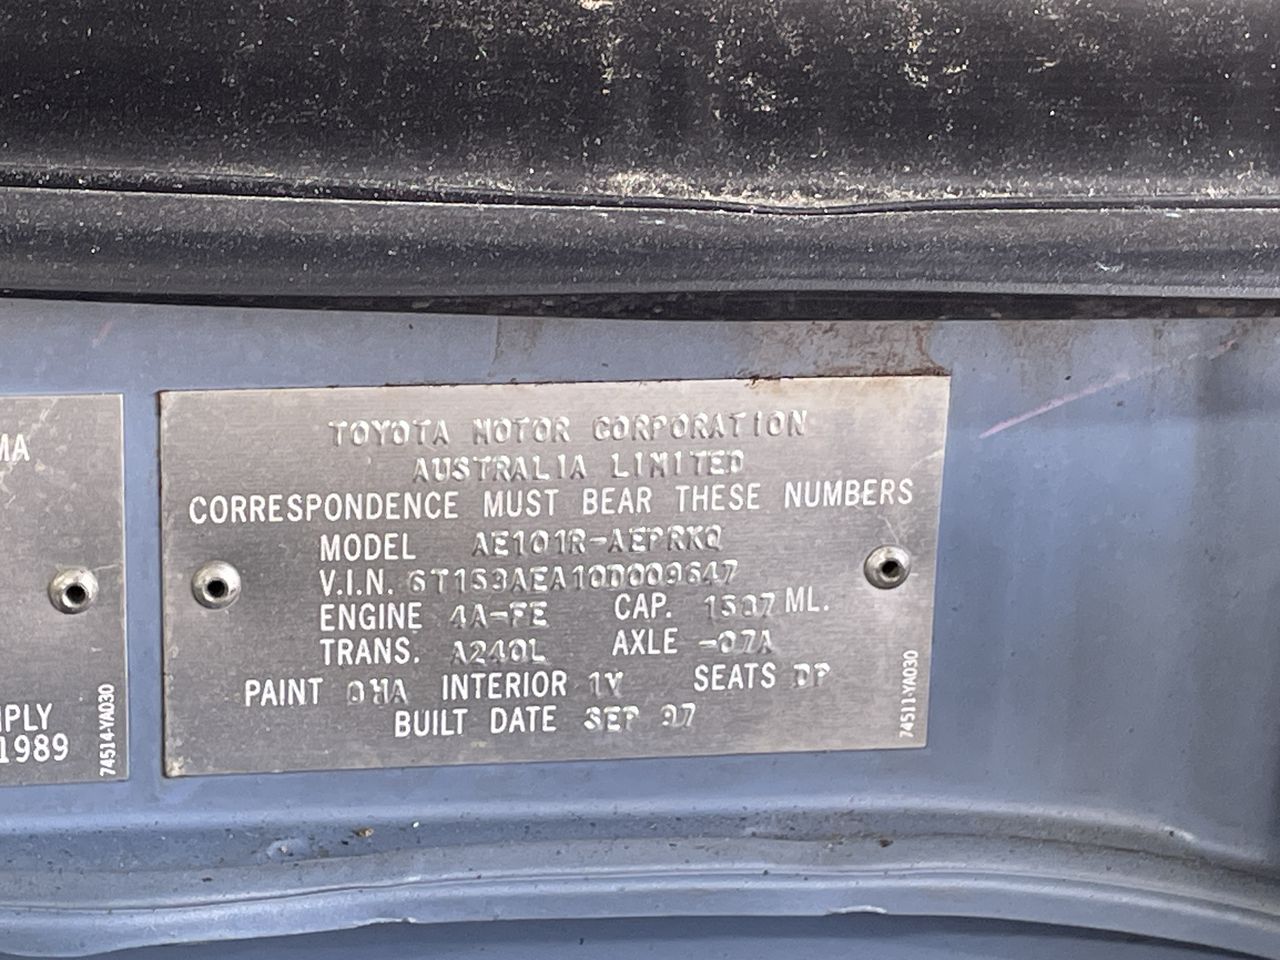 MA
PLY
1989
74514-YA030
TOYOTA MOTOR CORPORATION
AUSTRALIA LIMITED
CORRESPONDENCE MUST BEAR THESE NUMBERS
MODEL AE101R-AEPRKQ
V.I.N. 6T153AEA10D009647
ENGINE 4A-FE CAP. 1587 ML.
TRANS. A240L AXLE -07A
PAINT INTERIOR 1V SEATS DP
BUILT DATE SEP 97
74511-YA030